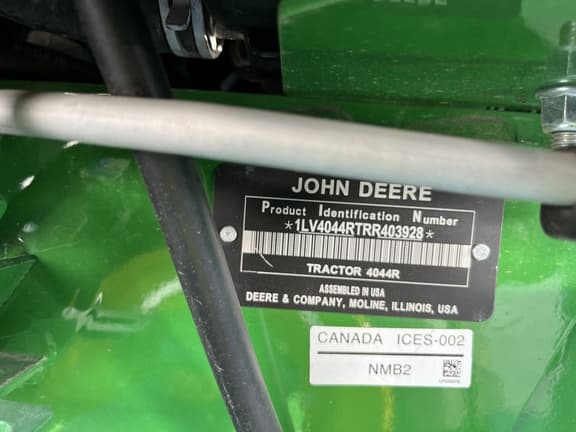 JOHN DEERE
Product Identification Number
*1LV4044RTRR403928*
TRACTOR 4044R
ASSEMBLED IN USA
DEERE & COMPANY, MOLINE, ILLINOIS, USA
CANADA ICES-002
NMB2